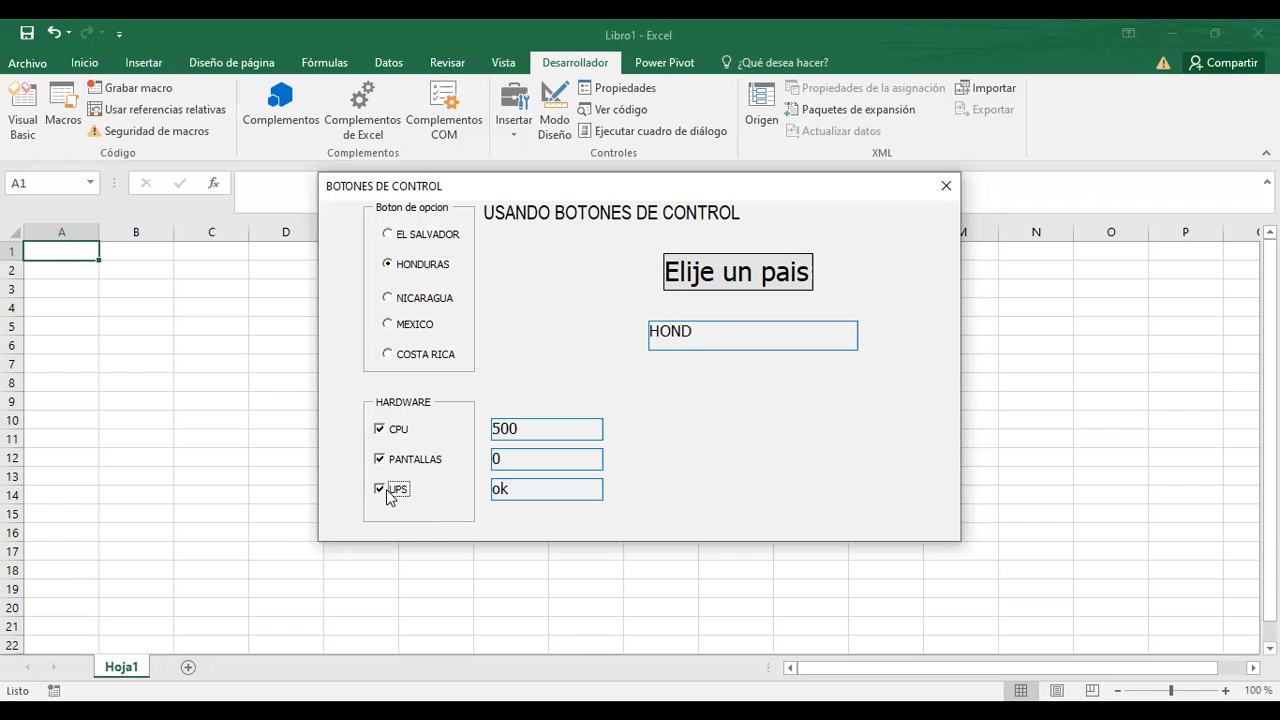 Libro1 - Excel
Archivo Inicio Insertar Diseño de página Fórmulas Datos Revisar Vista Desarrollador Power Pivot ¿Qué desea hacer? Compartir
Visual Basic
Macros
Grabar macro
Usar referencias relativas
Seguridad de macros
Código
Complementos
Complementos de Excel
Complementos COM
Complementos
Insertar
Modo Diseño
Propiedades
Ver código
Ejecutar cuadro de diálogo
Controles
Origen
Propiedades de la asignación
Paquetes de expansión
Actualizar datos
Importar
Exportar
XML
A1
fx
BOTONES DE CONTROL
A B C D M N O P
1
2
3
4
5
6
7
8
9
10
11
12
13
14
15
16
17
18
19
20
21
22
Boton de opcion
USANDO BOTONES DE CONTROL
EL SALVADOR
HONDURAS
NICARAGUA
MEXICO
COSTA RICA
Elije un pais
HOND
HARDWARE
CPU 500
PANTALLAS 0
UPS ok
Hoja1
Listo
100 %